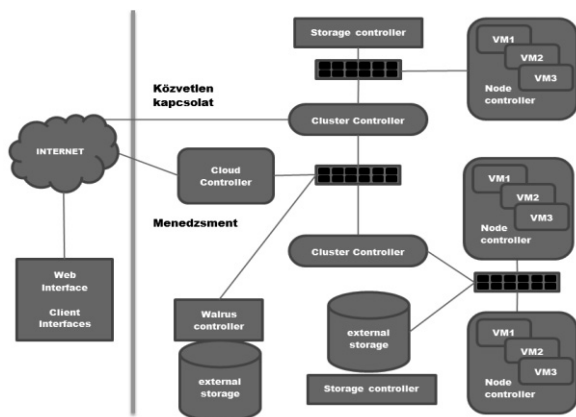 Storage controller
VM1
VM2
VM3
Node
controller
Közvetlen
kapcsolat
Cluster Controller
INTERNET
Cloud
Controller
VM1
VM2
VM3
Node
controller
Menedzsment
Cluster Controller
Web
Interface
Client
Interfaces
Walrus
controller
external
storage
external
storage
Storage controller
VM1
VM2
VM3
Node
controller